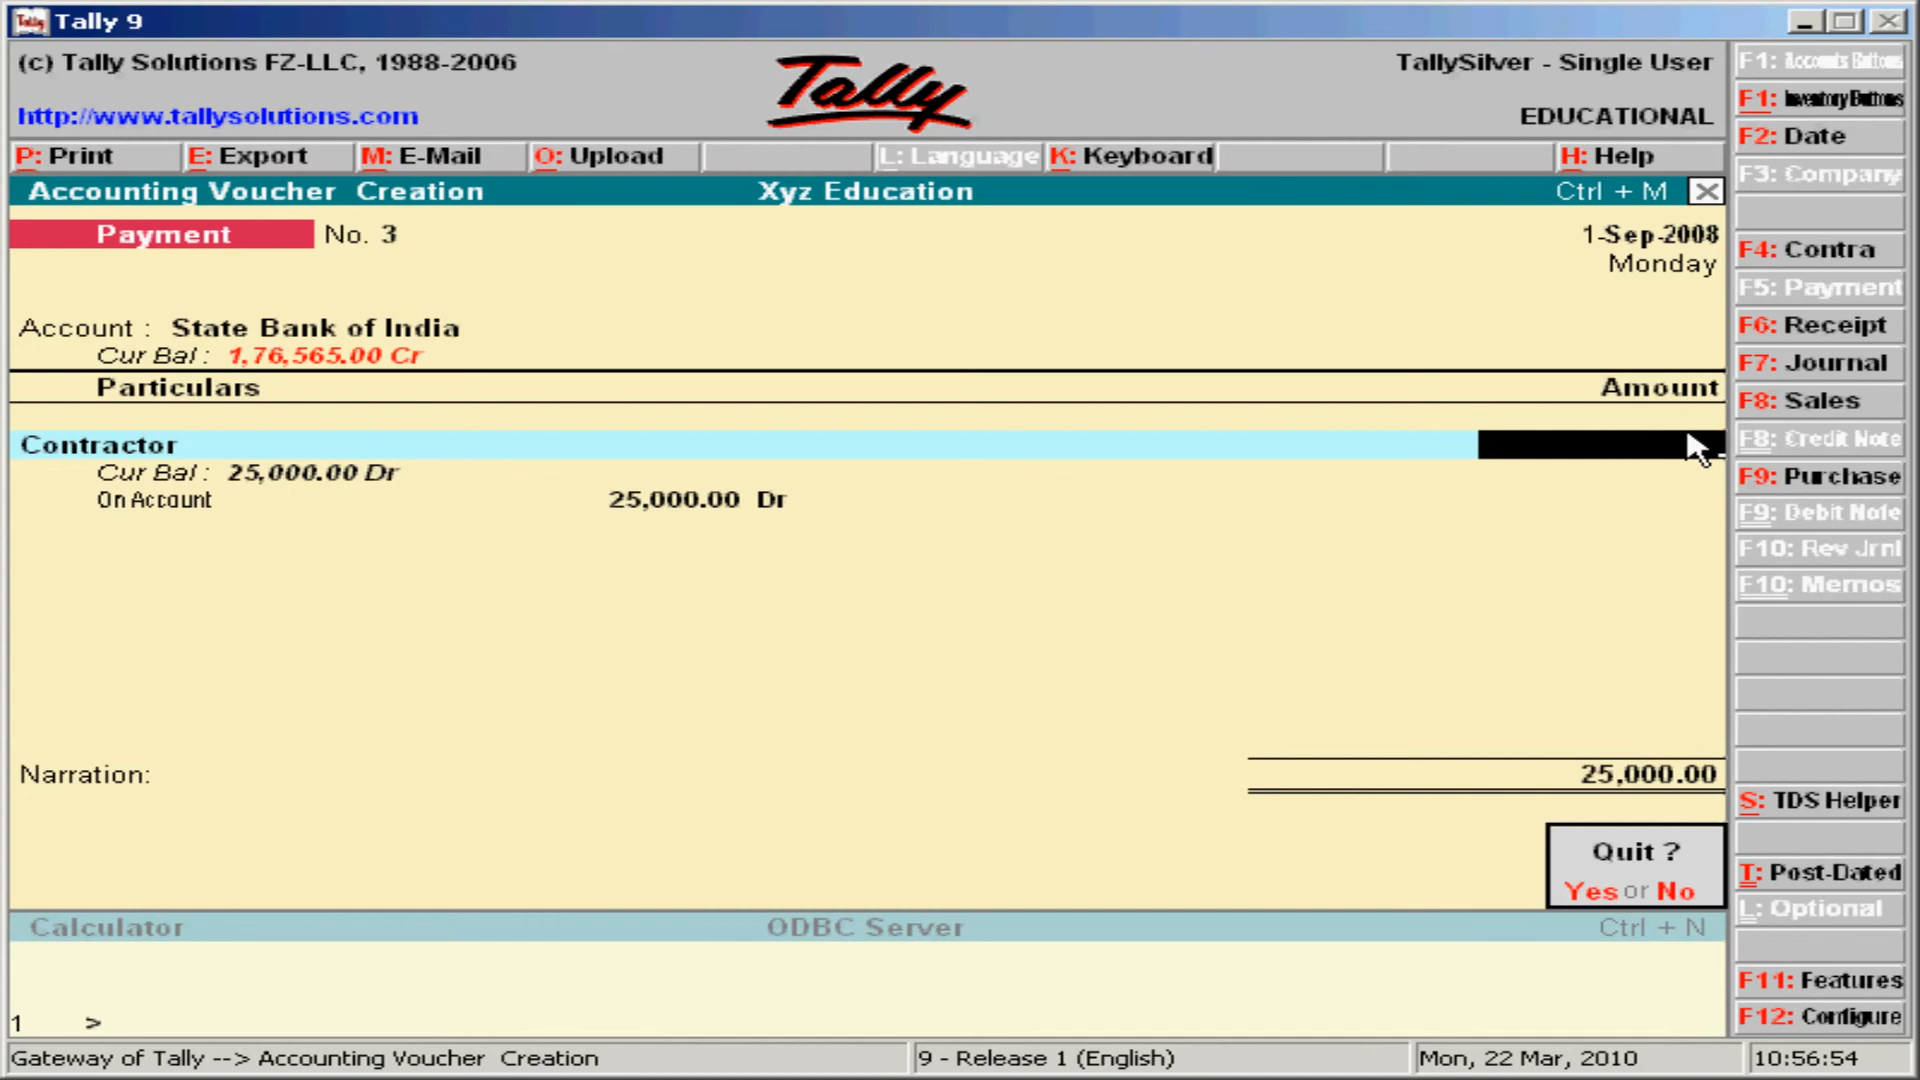 Tally 9
(c) Tally Solutions FZ-LLC, 1988-2006
Tally
TallySilver - Single User
http://www.tallysolutions.com
EDUCATIONAL
P: Print E: Export M: E-Mail O: Upload L: Language K: Keyboard H: Help
Accounting Voucher Creation Xyz Education Ctrl + M
Payment No. 3 1-Sep-2008
Monday
Account : State Bank of India
Cur Bal : 1,76,565.00 Cr
Particulars Amount
Contractor
Cur Bal : 25,000.00 Dr
On Account 25,000.00 Dr
Narration: 25,000.00
Quit ?
Yes or No
Calculator ODBC Server Ctrl + N
1 >
Gateway of Tally --> Accounting Voucher Creation 9 - Release 1 (English) Mon, 22 Mar, 2010 10:56:54
F1: Accounts Buttons
F1: Inventory Buttons
F2: Date
F3: Company
F4: Contra
F5: Payment
F6: Receipt
F7: Journal
F8: Sales
F8: Credit Note
F9: Purchase
F9: Debit Note
F10: Rev Jrnl
F10: Memos
S: TDS Helper
T: Post-Dated
L: Optional
F11: Features
F12: Configure